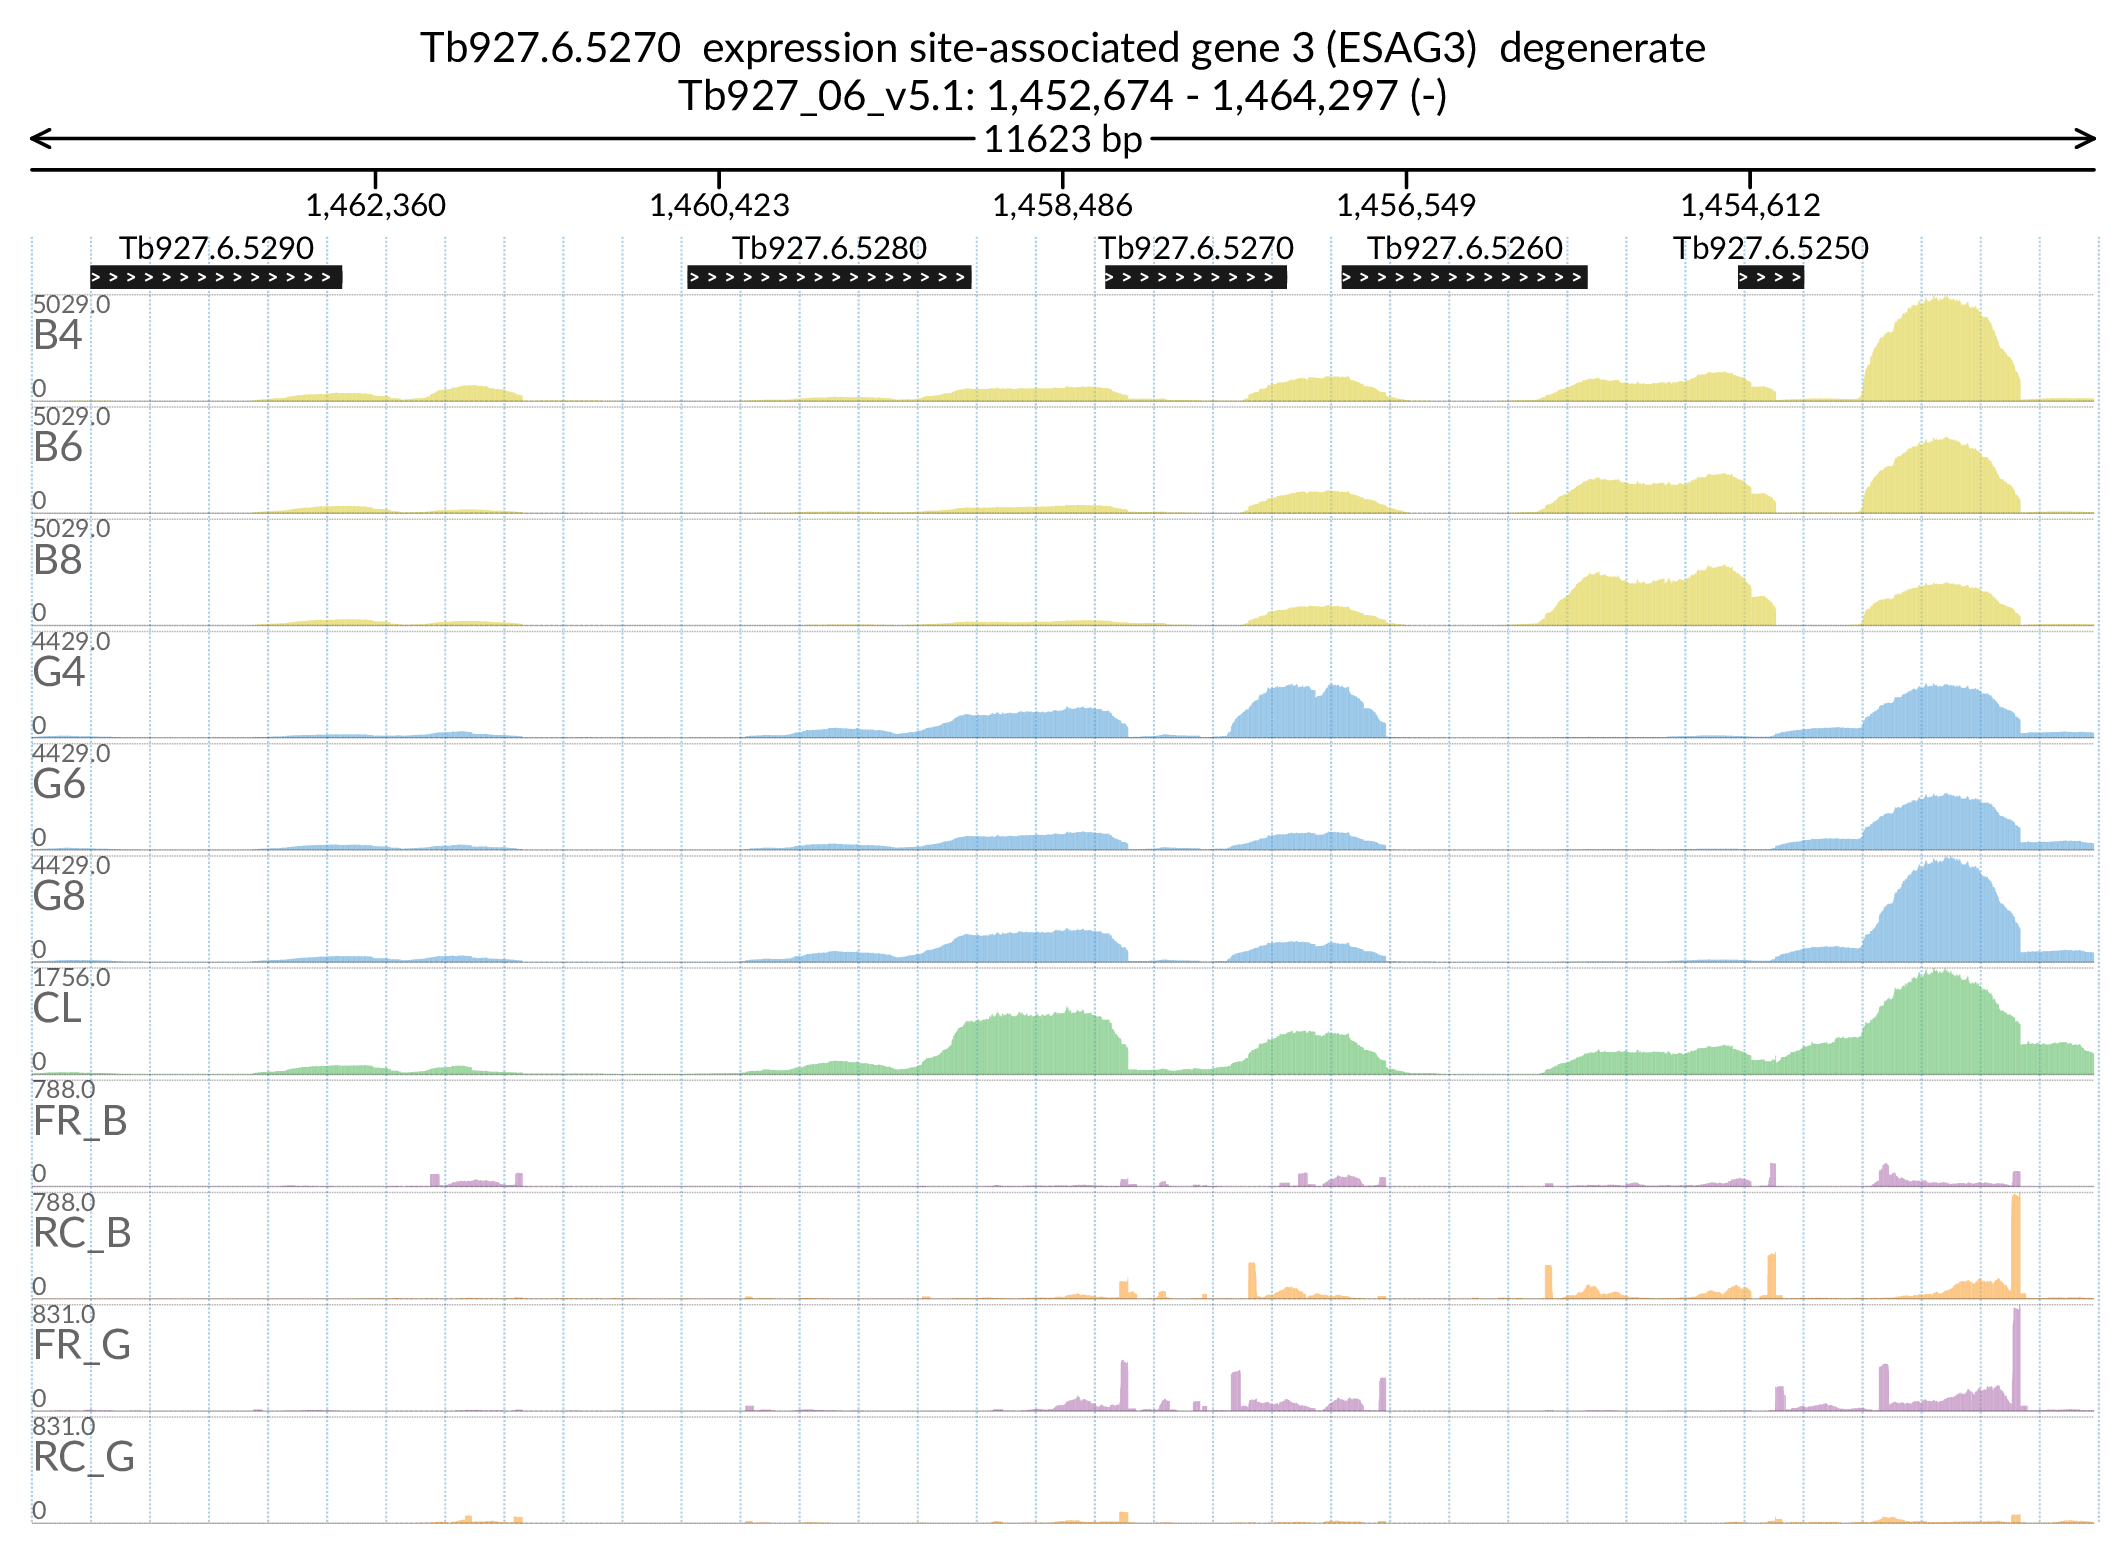 Tb927.6.5270 expression site-associated gene 3 (ESAG3) degenerate
Tb927_06_v5.1: 1,452,674 - 1,464,297 (-)
11623 bp
1,462,360 1,460,423 1,458,486 1,456,549 1,454,612
Tb927.6.5290 Tb927.6.5280 Tb927.6.5270 Tb927.6.5260 Tb927.6.5250
5029.0
B4
0
5029.0
B6
0
5029.0
B8
0
4429.0
G4
0
4429.0
G6
0
4429.0
G8
0
1756.0
CL
0
788.0
FR_B
0
788.0
RC_B
0
831.0
FR_G
0
831.0
RC_G
0